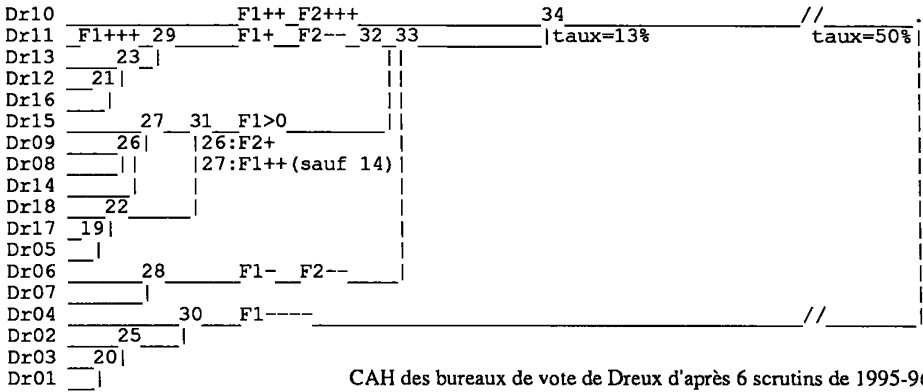 Dr10 F1++ F2+++ 34 //
Dr11 F1+++ 29 F1+ F2-- 32 33 |taux=13% taux=50%|
Dr13 23 |
Dr12 21|
Dr16 |
Dr15 27 31 F1>0
Dr09 26| |26:F2+
Dr08 || |27:F1++(sauf 14)|
Dr14 |
Dr18 22
Dr17 19|
Dr05 |
Dr06 28 F1- F2--
Dr07 |
Dr04 30 F1---- //
Dr02 25 |
Dr03 20|
Dr01 | CAH des bureaux de vote de Dreux d'après 6 scrutins de 1995-96